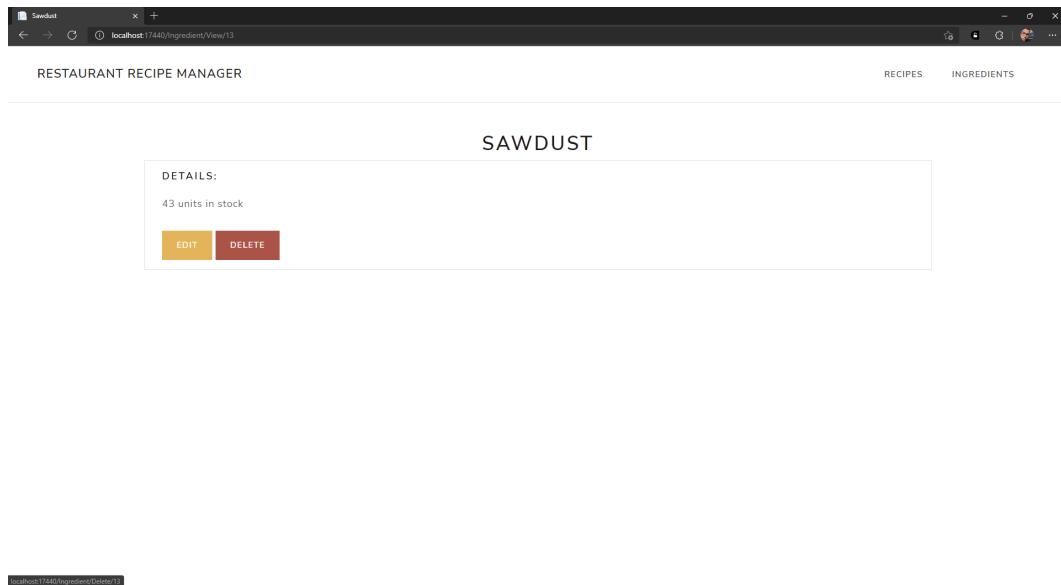 Sawdust
localhost:17440/Ingredient/View/13
RESTAURANT RECIPE MANAGER
RECIPES INGREDIENTS
SAWDUST
DETAILS:
43 units in stock
EDIT DELETE
localhost:17440/Ingredient/Delete/13